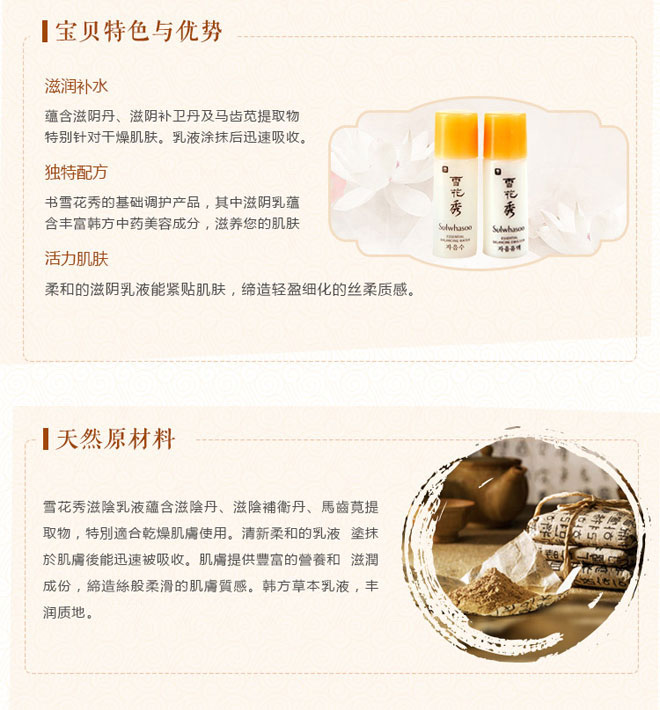 宝贝特色与优势
滋润补水
蕴含滋阴丹、滋阴补卫丹及马齿苋提取物
特别针对干燥肌肤。乳液涂抹后迅速吸收。
独特配方
书雪花秀的基础调护产品，其中滋阴乳蕴
含丰富韩方中药美容成分，滋养您的肌肤
活力肌肤
柔和的滋阴乳液能紧贴肌肤，缔造轻盈细化的丝柔质感。
雪花秀
Sulwhasoo
ESSENTIAL
BALANCING WATER
자음수
雪花秀
Sulwhasoo
ESSENTIAL
BALANCING EMULSION
자음유액
天然原材料
雪花秀滋陰乳液蘊含滋陰丹、滋陰補衛丹、馬齒莧提
取物，特別適合乾燥肌膚使用。清新柔和的乳液 塗抹
於肌膚後能迅速被吸收。肌膚提供豐富的營養和 滋潤
成份，締造絲般柔滑的肌膚質感。韩方草本乳液，丰
润质地。